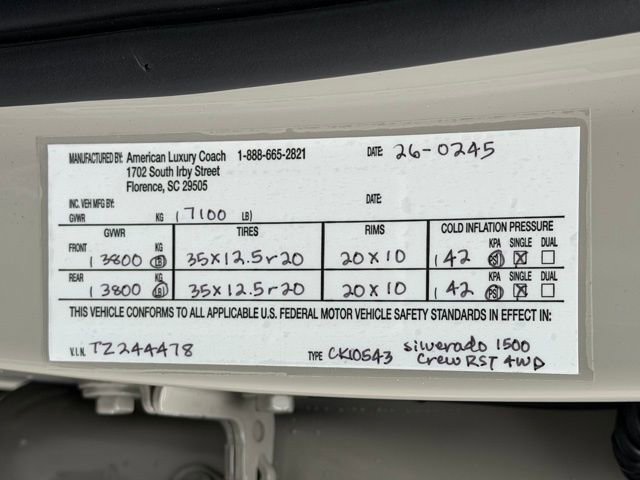 MANUFACTURED BY: American Luxury Coach 1-888-665-2821 DATE: 26-0245
1702 South Irby Street
Florence, SC 29505
INC. VEH MFG BY: DATE:
GVWR KG ( 7100 LB)
GVWR TIRES RIMS COLD INFLATION PRESSURE
FRONT KG KPA SINGLE DUAL
( 3800 LB 35x12.5r20 20x10 ( 42 PSI ☒ ☐
REAR KG KPA SINGLE DUAL
( 3800 LB 35x12.5r20 20x10 ( 42 PSI ☒ ☐
THIS VEHICLE CONFORMS TO ALL APPLICABLE U.S. FEDERAL MOTOR VEHICLE SAFETY STANDARDS IN EFFECT IN:
V.I.N. TZ244478 TYPE CK10543 silverado 1500
Crew RST 4WD